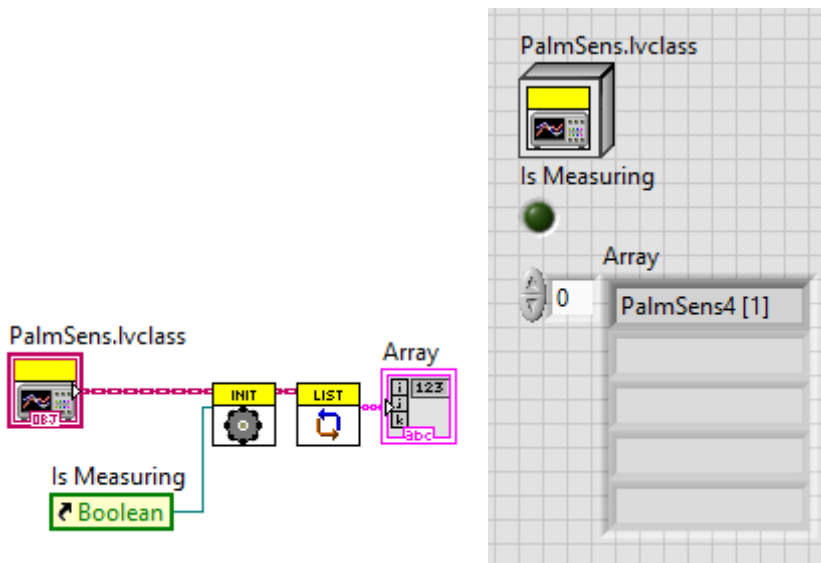 PalmSens.lvclass
OBJ
INIT
LIST
Array
i 123
j
k
abc
Is Measuring
Boolean
PalmSens.lvclass
Is Measuring
Array
0
PalmSens4 [1]